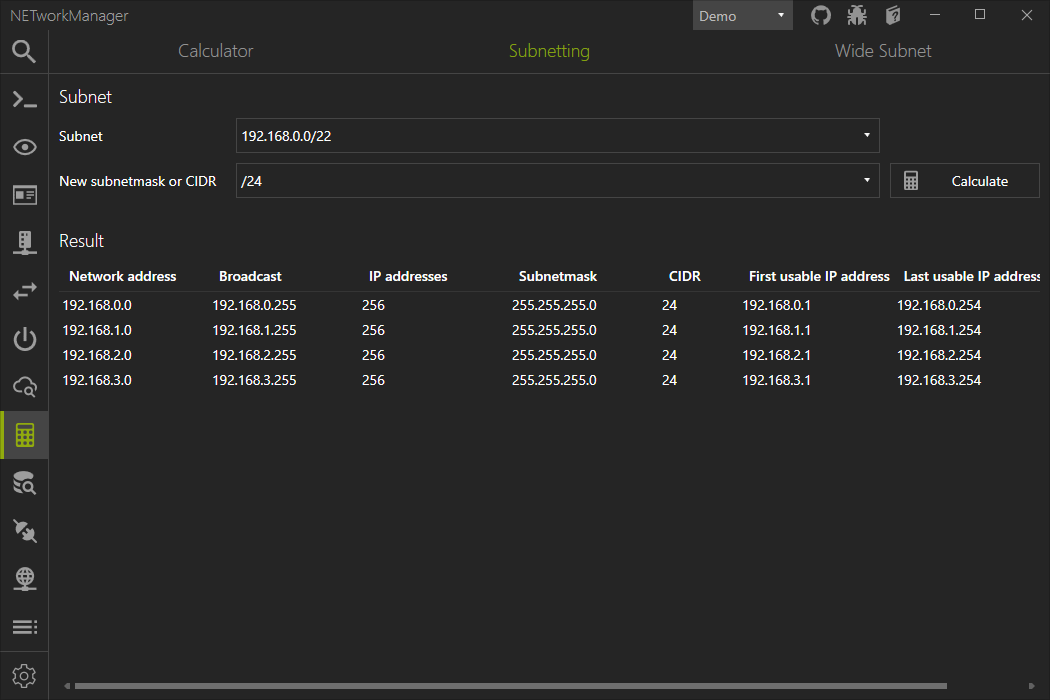 NETworkManager Demo
Calculator Subnetting Wide Subnet
Subnet
Subnet 192.168.0.0/22
New subnetmask or CIDR /24 Calculate
Result
Network address Broadcast IP addresses Subnetmask CIDR First usable IP address Last usable IP address
192.168.0.0 192.168.0.255 256 255.255.255.0 24 192.168.0.1 192.168.0.254
192.168.1.0 192.168.1.255 256 255.255.255.0 24 192.168.1.1 192.168.1.254
192.168.2.0 192.168.2.255 256 255.255.255.0 24 192.168.2.1 192.168.2.254
192.168.3.0 192.168.3.255 256 255.255.255.0 24 192.168.3.1 192.168.3.254